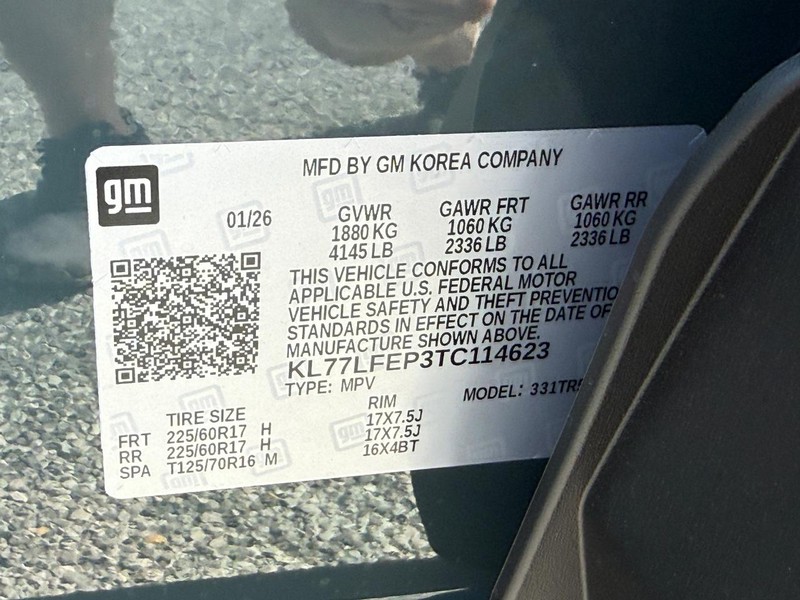 MFD BY GM KOREA COMPANY
gm
01/26 GVWR GAWR FRT GAWR RR
1880 KG 1060 KG 1060 KG
4145 LB 2336 LB 2336 LB
THIS VEHICLE CONFORMS TO ALL
APPLICABLE U.S. FEDERAL MOTOR
VEHICLE SAFETY AND THEFT PREVENTIO
STANDARDS IN EFFECT ON THE DATE OF
MANUFACTURE SHOWN ABOVE.
KL77LFEP3TC114623
TYPE: MPV MODEL: 331TR
TIRE SIZE RIM
FRT 225/60R17 H 17X7.5J
RR 225/60R17 H 17X7.5J
SPA T125/70R16 M 16X4BT